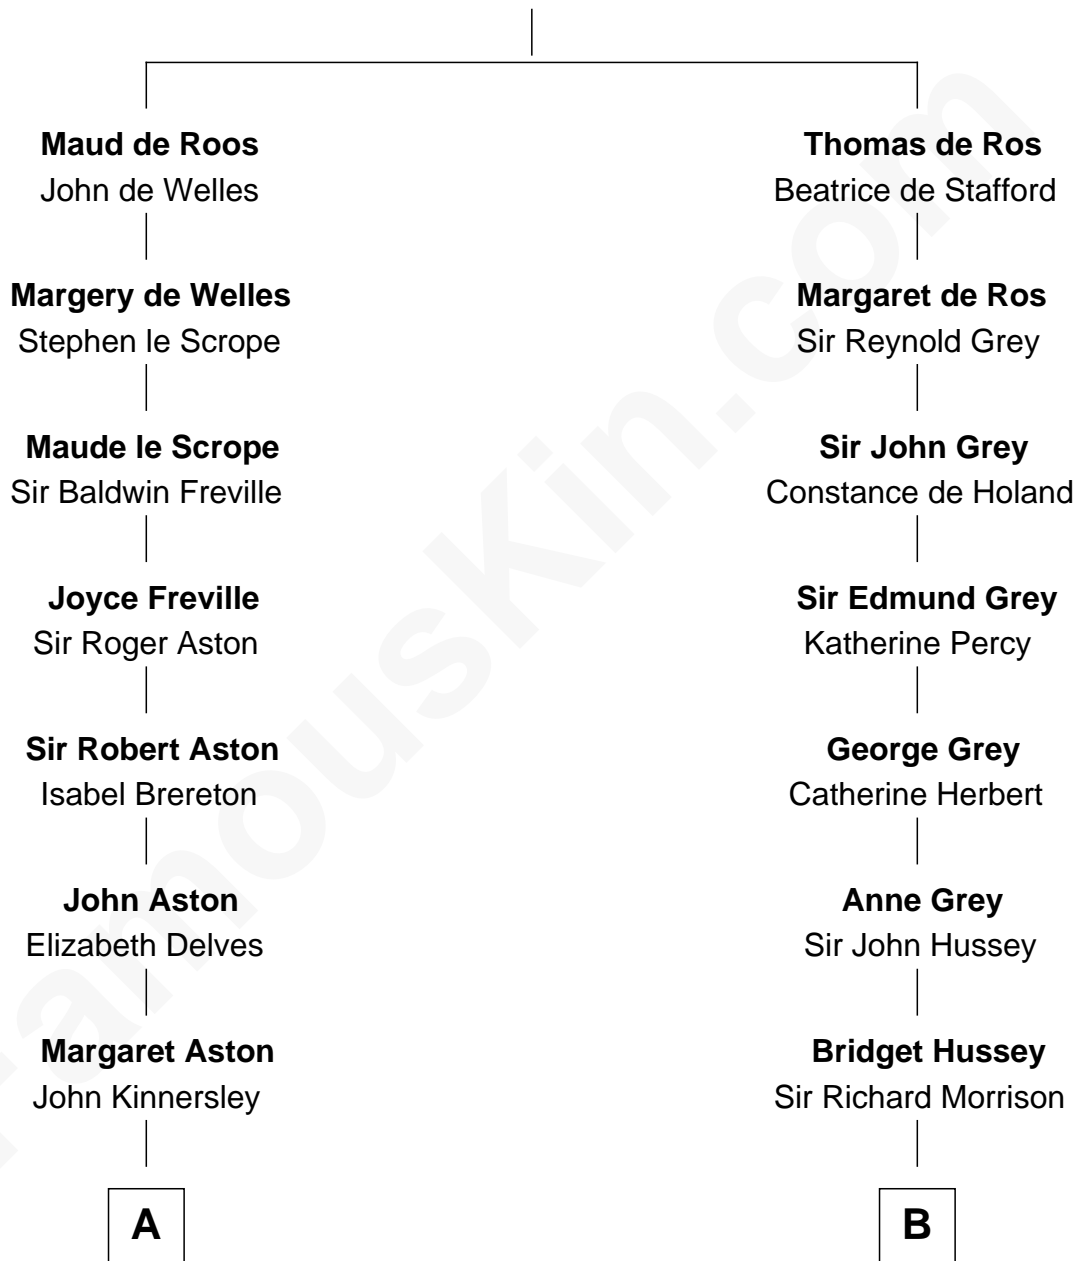 Maud de Roos
John de Welles
Margery de Welles
Stephen le Scrope
Maude le Scrope
Sir Baldwin Freville
Joyce Freville
Sir Roger Aston
Sir Robert Aston
Isabel Brereton
John Aston
Elizabeth Delves
Margaret Aston
John Kinnersley
A
Thomas de Ros
Beatrice de Stafford
Margaret de Ros
Sir Reynold Grey
Sir John Grey
Constance de Holand
Sir Edmund Grey
Katherine Percy
George Grey
Catherine Herbert
Anne Grey
Sir John Hussey
Bridget Hussey
Sir Richard Morrison
B
FamousKin.com